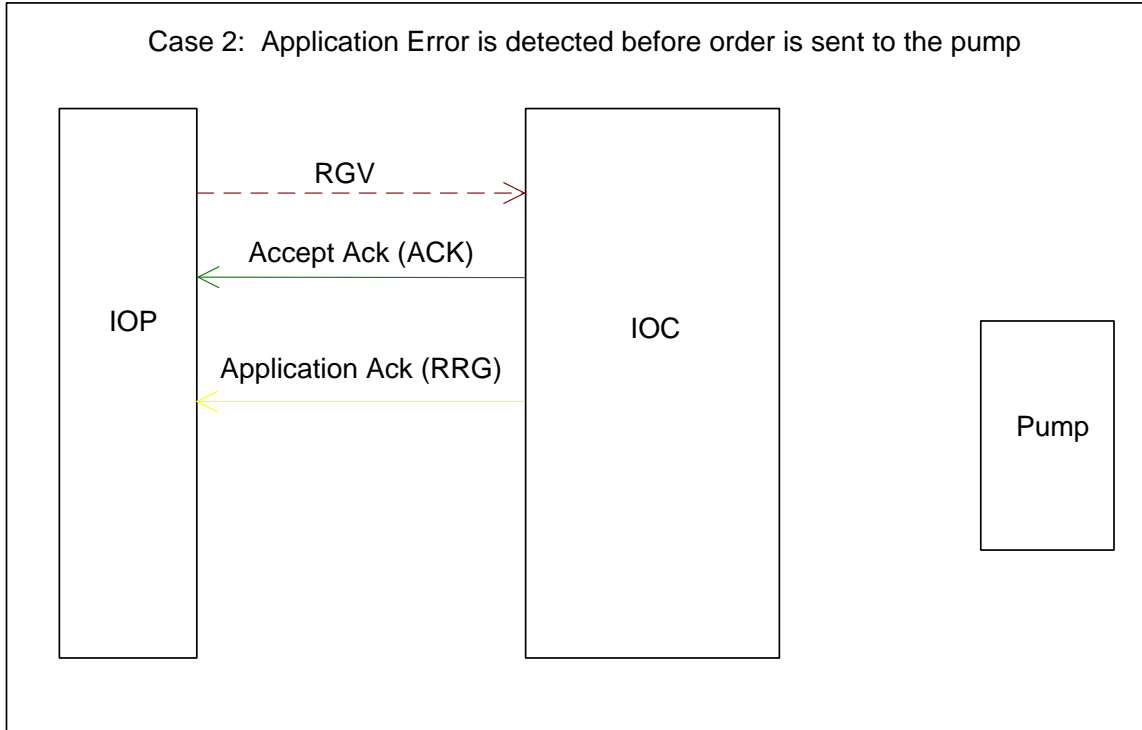 Case 2: Application Error is detected before order is sent to the pump
RGV
Accept Ack (ACK)
IOP
IOC
Application Ack (RRG)
Pump